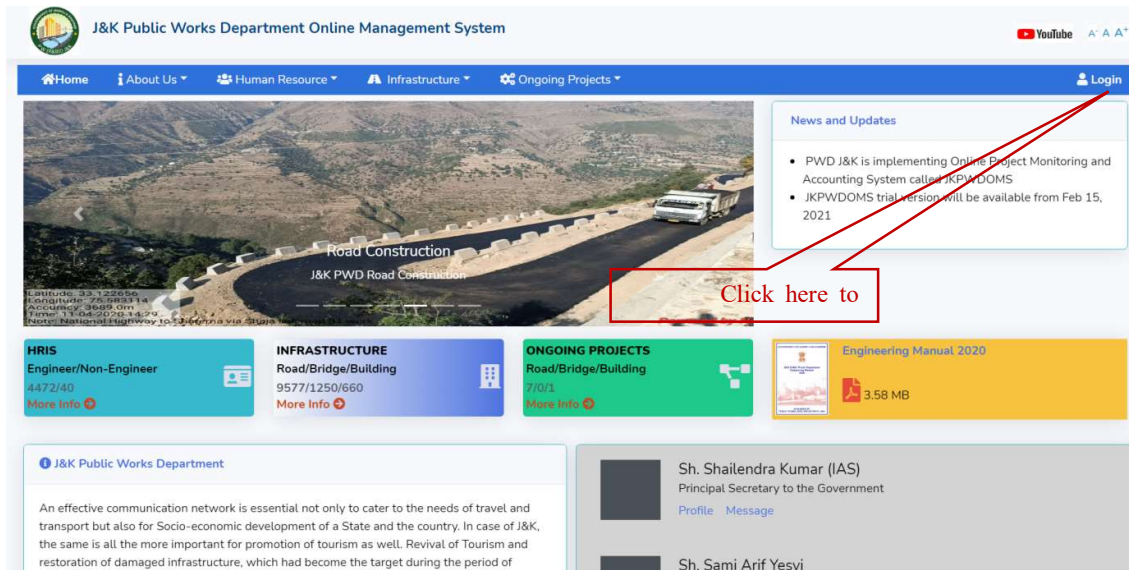 J&K Public Works Department Online Management System
YouTube A- A A+
Home About Us Human Resource Infrastructure Ongoing Projects Login
Road Construction
J&K PWD Road Construction
Latitude: 33.122656
Longitude: 75.583114
Accuracy: 3689.0m
Time: 11-04-2020 14:29
Note: National Highway to via
News and Updates
PWD J&K is implementing Online Project Monitoring and
Accounting System called JKPWDOMS
JKPWDOMS trial version will be available from Feb 15,
2021
Click here to
HRIS
Engineer/Non-Engineer
4472/40
More Info
INFRASTRUCTURE
Road/Bridge/Building
9577/1250/660
More Info
ONGOING PROJECTS
Road/Bridge/Building
7/0/1
More Info
Engineering Manual 2020
3.58 MB
J&K Public Works Department
An effective communication network is essential not only to cater to the needs of travel and
transport but also for Socio-economic development of a State and the country. In case of J&K,
the same is all the more important for promotion of tourism as well. Revival of Tourism and
restoration of damaged infrastructure, which had become the target during the period of
Sh. Shailendra Kumar (IAS)
Principal Secretary to the Government
Profile Message
Sh. Sami Arif Yesvi